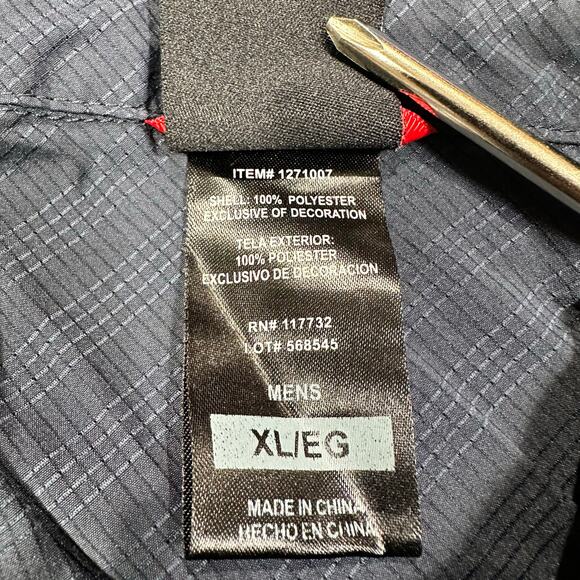 ITEM# 1271007
SHELL: 100% POLYESTER
EXCLUSIVE OF DECORATION
TELA EXTERIOR:
100% POLIESTER
EXCLUSIVO DE DECORACION
RN# 117732
LOT# 568545
MENS
XL/EG
MADE IN CHINA
HECHO EN CHINA